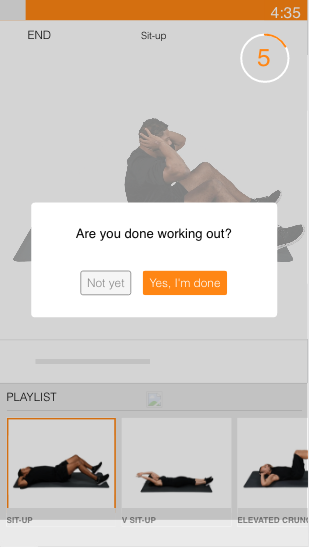 4:35
END
Sit-up
5
Are you done working out?
Not yet
Yes, I'm done
PLAYLIST
SIT-UP
V SIT-UP
ELEVATED CRUNC